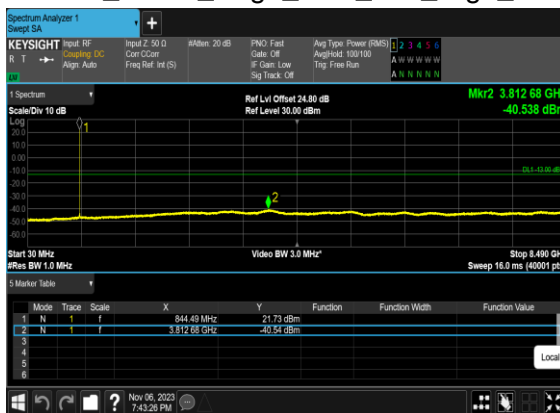 Spectrum Analyzer 1
Swept SA
+
KEYSIGHT Input: RF Input Z: 50 Ω #Atten: 20 dB PNO: Fast Avg Type: Power (RMS) 1 2 3 4 5 6
R T Coupling: DC Corr CCorr Gate: Off Avg|Hold: 100/100 A W W W W W
Align: Auto Freq Ref: Int (S) IF Gain: Low Trig: Free Run A N N N N N
Sig Track: Off
LU
1 Spectrum Ref Lvl Offset 24.80 dB Mkr2 3.812 68 GH
Scale/Div 10 dB Ref Level 30.00 dBm -40.538 dBm
Log
20.0
10.0
0.00
-10.0
-20.0
-30.0
-40.0
-50.0
-60.0
1
DL1 -13.00 dB
2
Start 30 MHz Video BW 3.0 MHz* Stop 8.490 GH
#Res BW 1.0 MHz Sweep 16.0 ms (40001 pts
5 Marker Table
Mode Trace Scale X Y Function Function Width Function Value
1 N 1 f 844.49 MHz 21.73 dBm
2 N 1 f 3.812 68 GHz -40.54 dBm
3
4
5
6
Local
? Nov 06, 2023
7:43:26 PM